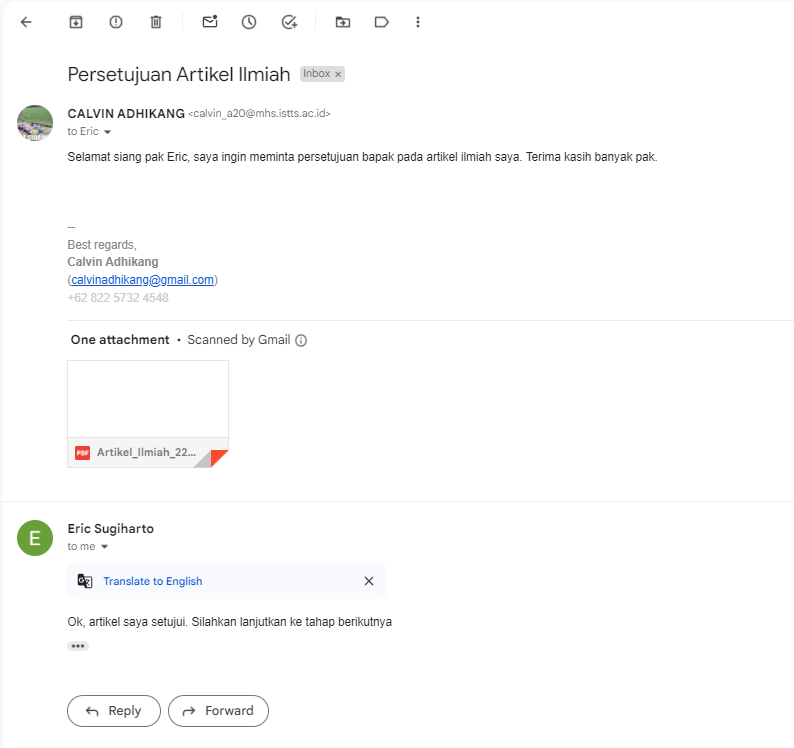 Persetujuan Artikel Ilmiah Inbox ×
CALVIN ADHIKANG <calvin_a20@mhs.istts.ac.id>
to Eric
Selamat siang pak Eric, saya ingin meminta persetujuan bapak pada artikel ilmiah saya. Terima kasih banyak pak.
--
Best regards,
Calvin Adhikang
(calvinadhikang@gmail.com)
+62 822 5732 4548
One attachment • Scanned by Gmail
PDF Artikel_Ilmiah_22...
E
Eric Sugiharto
to me
Translate to English
Ok, artikel saya setujui. Silahkan lanjutkan ke tahap berikutnya
•••
Reply Forward